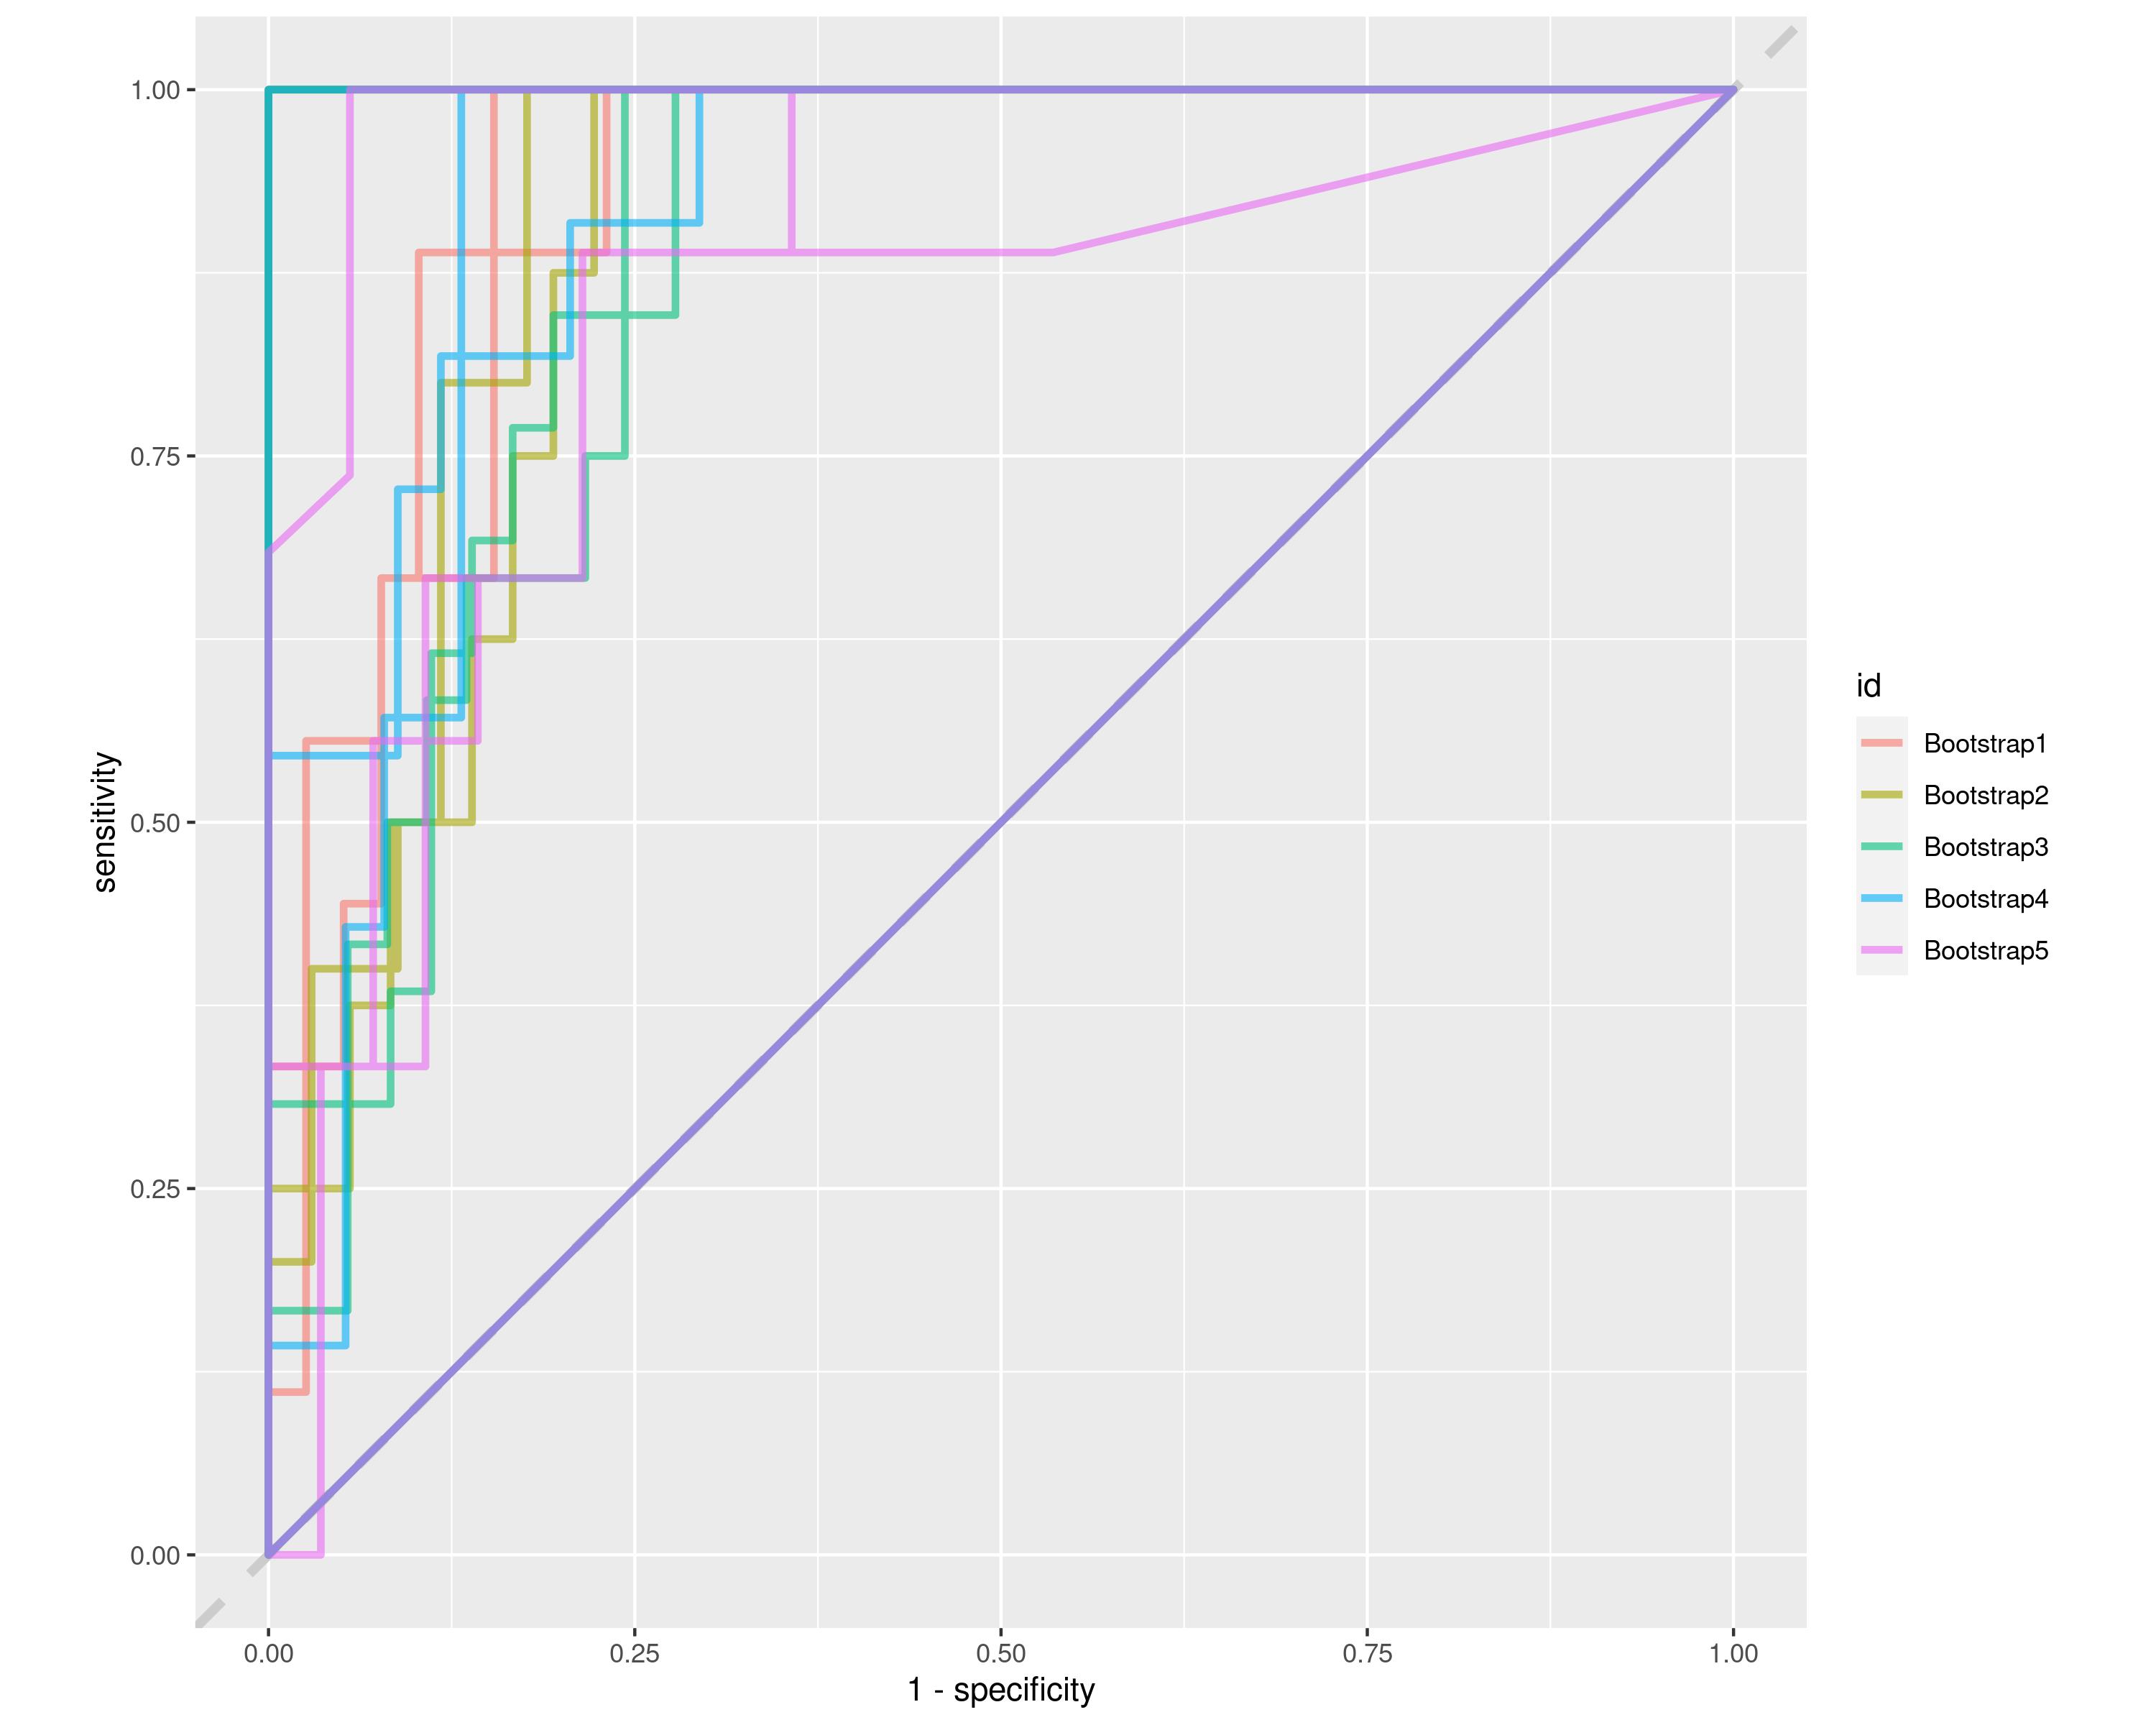 1.00
0.75
0.50
0.25
0.00
sensitivity
0.00
0.25
0.50
0.75
1.00
1 - specificity
id
Bootstrap1
Bootstrap2
Bootstrap3
Bootstrap4
Bootstrap5